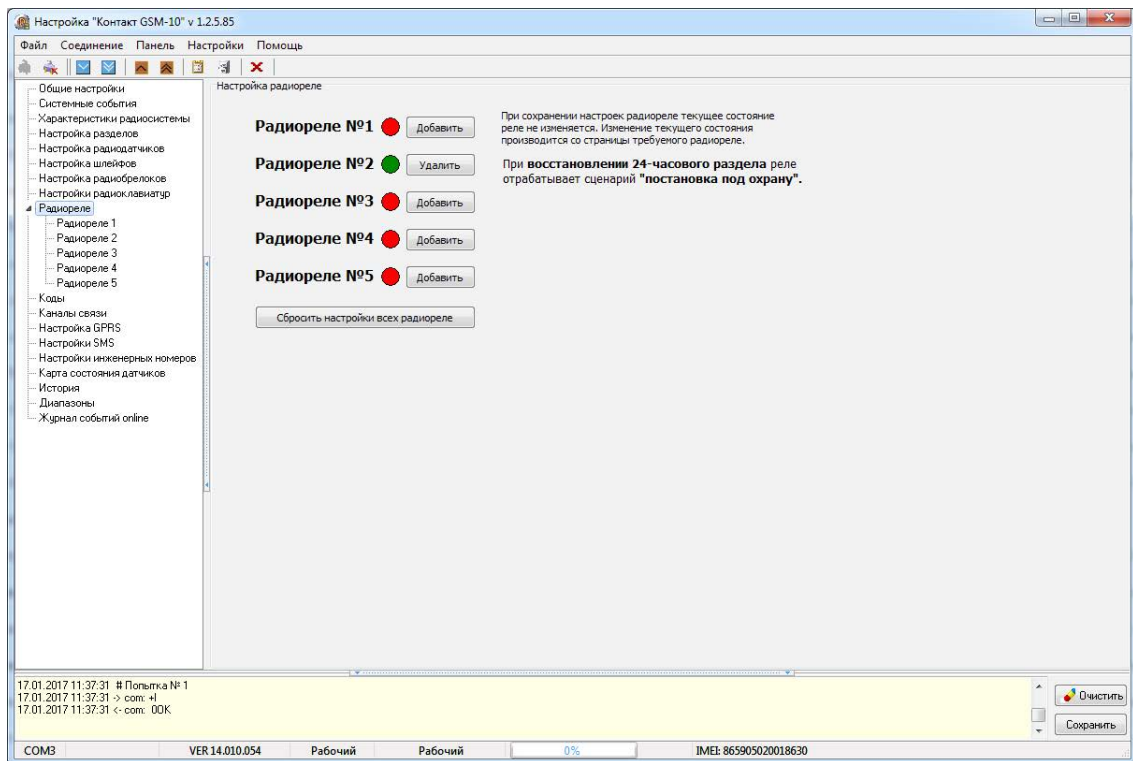 Настройка "Контакт GSM-10" v 1.2.5.85
Файл Соединение Панель Настройки Помощь
Общие настройки
Системные события
Характеристики радиосистемы
Настройка разделов
Настройка радиодатчиков
Настройка шлейфов
Настройка радиобрелоков
Настройки радиоклавиатур
Радиореле
Радиореле 1
Радиореле 2
Радиореле 3
Радиореле 4
Радиореле 5
Коды
Каналы связи
Настройка GPRS
Настройки SMS
Настройки инженерных номеров
Карта состояния датчиков
История
Диапазоны
Журнал событий online
Настройка радиореле
Радиореле №1 Добавить
Радиореле №2 Удалить
Радиореле №3 Добавить
Радиореле №4 Добавить
Радиореле №5 Добавить
Сбросить настройки всех радиореле
При сохранении настроек радиореле текущее состояние
реле не изменяется. Изменение текущего состояния
производится со страницы требуемого радиореле.
При восстановлении 24-часового раздела реле
отрабатывает сценарий "постановка под охрану".
17.01.2017 11:37:31 # Попытка № 1
17.01.2017 11:37:31 -> com: +I
17.01.2017 11:37:31 <- com: 0OK
Очистить
Сохранить
COM3 VER 14.010.054 Рабочий Рабочий 0% IMEI: 865905020018630